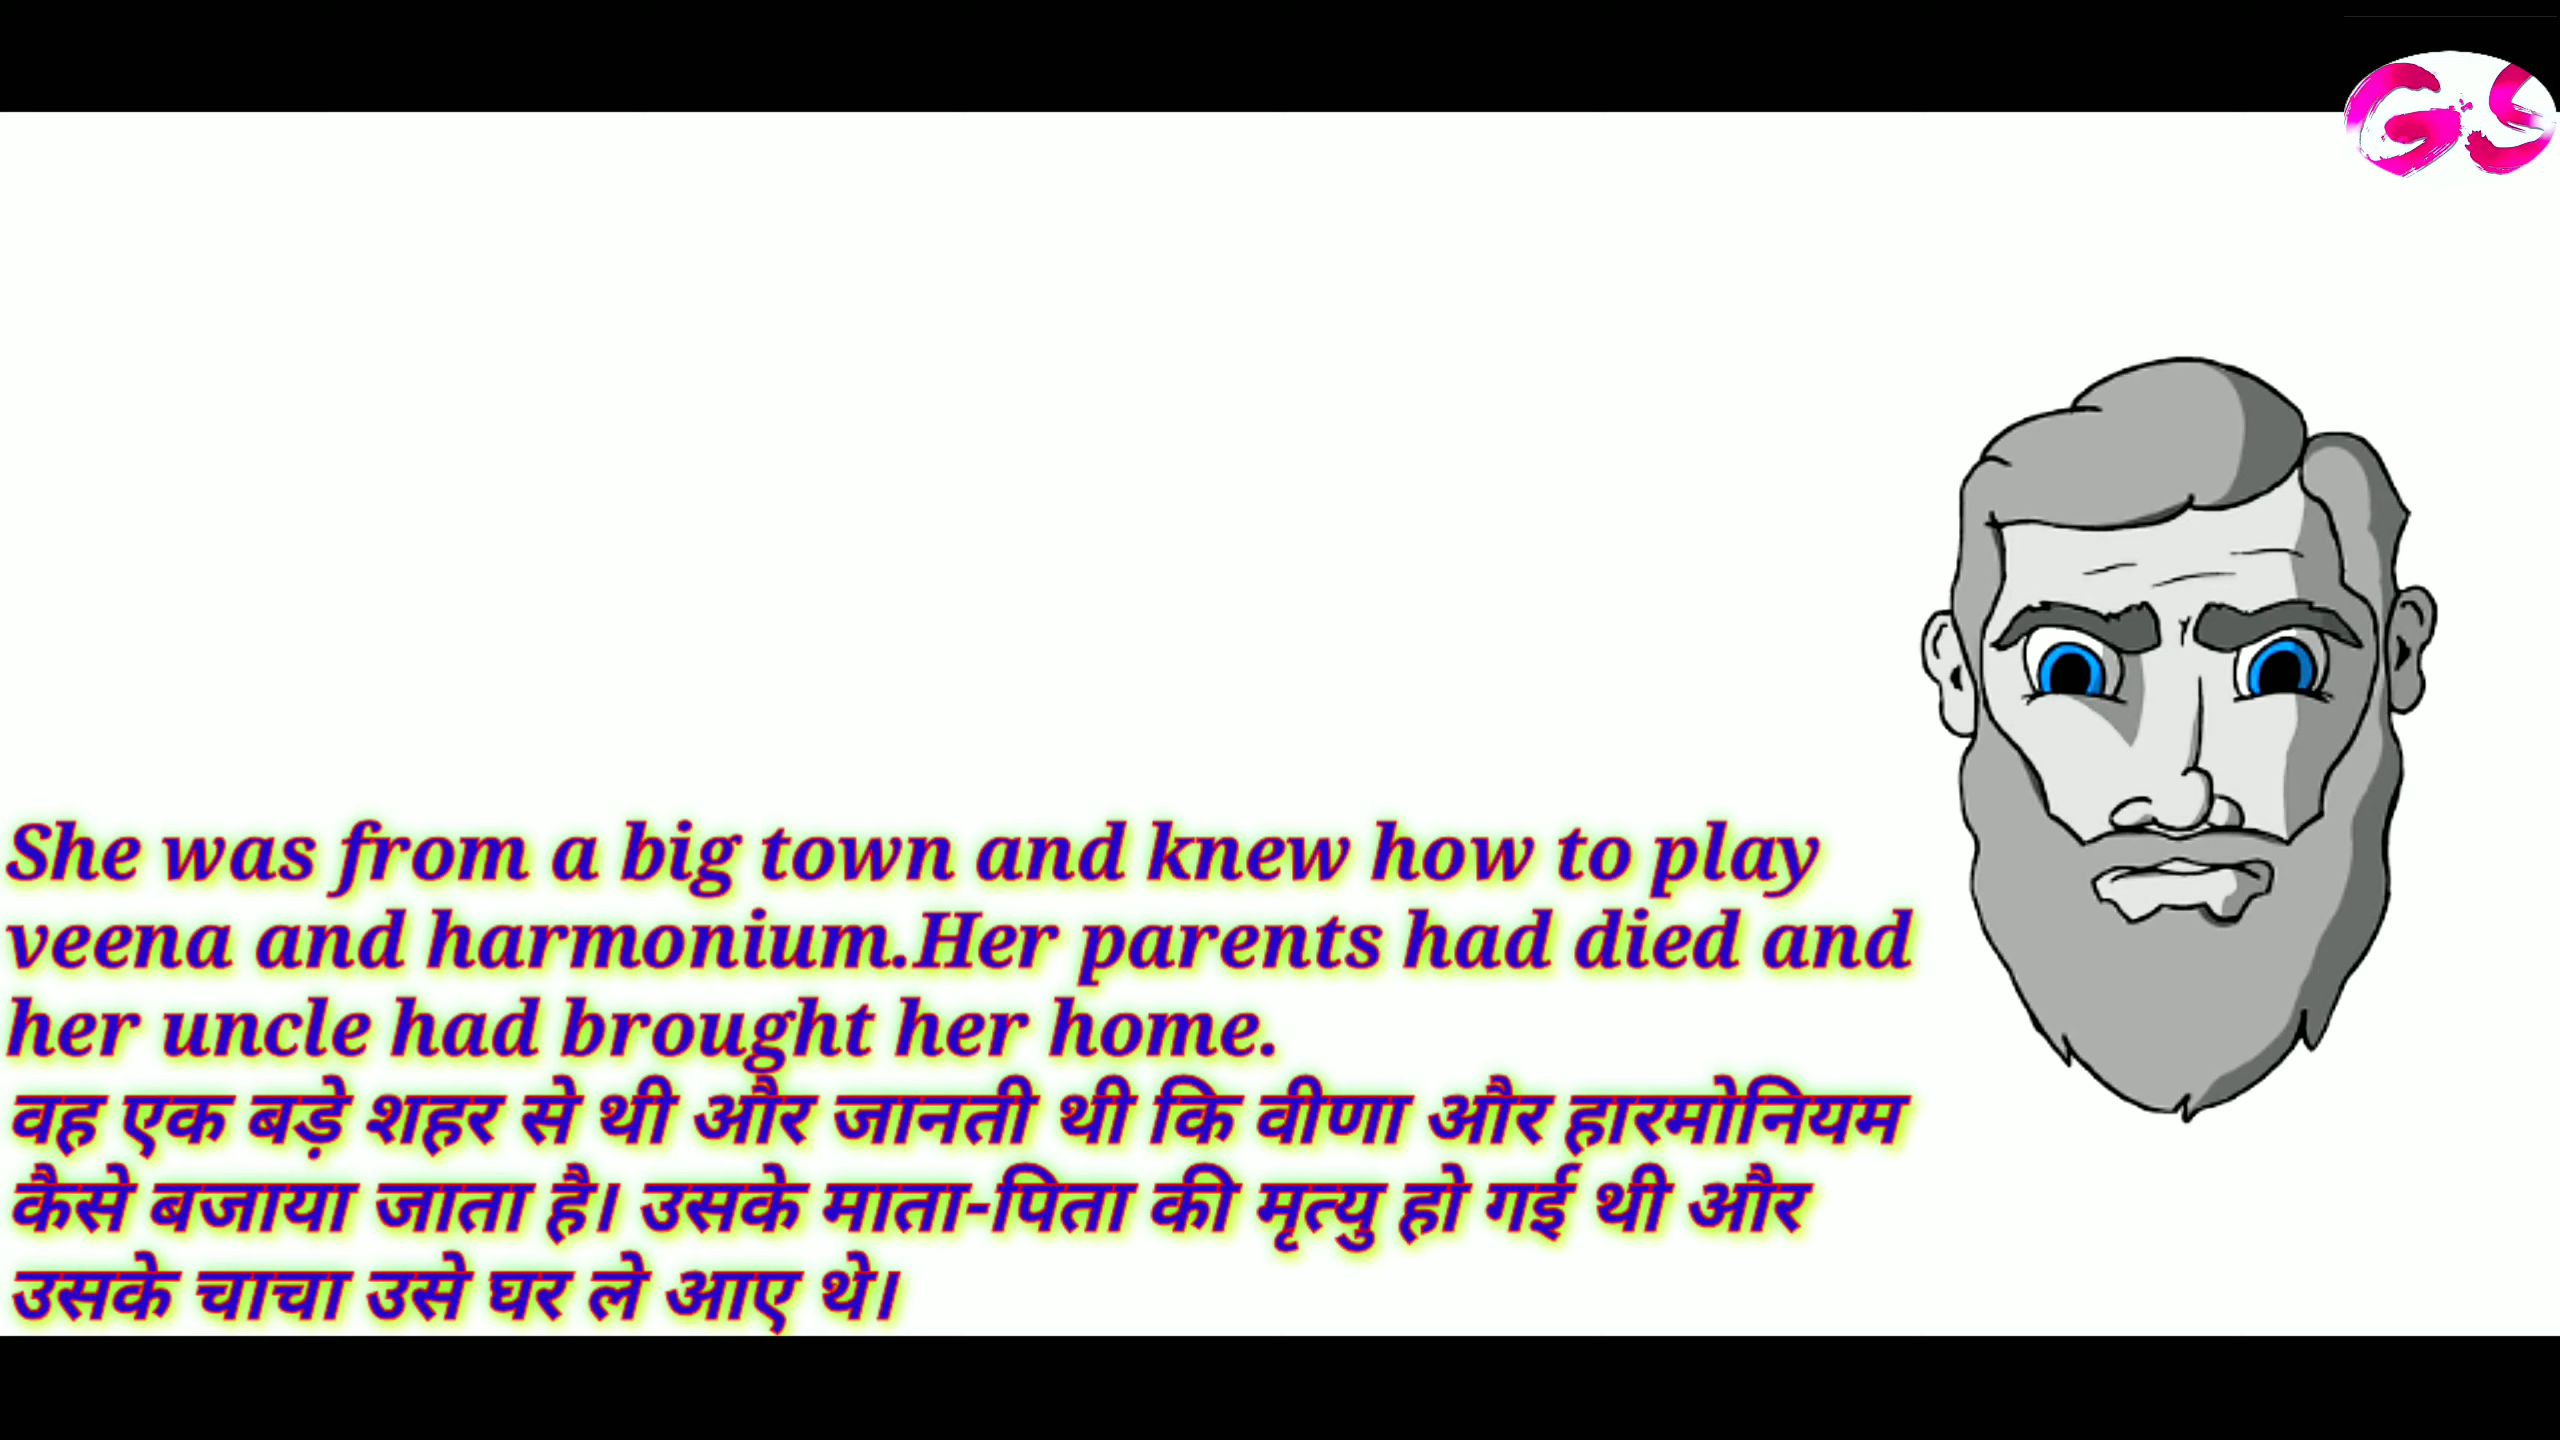 GS
She was from a big town and knew how to play
veena and harmonium.Her parents had died and
her uncle had brought her home.
वह एक बड़े शहर से थी और जानती थी कि वीणा और हारमोनियम
कैसे बजाया जाता है। उसके माता-पिता की मृत्यु हो गई थी और
उसके चाचा उसे घर ले आए थे।